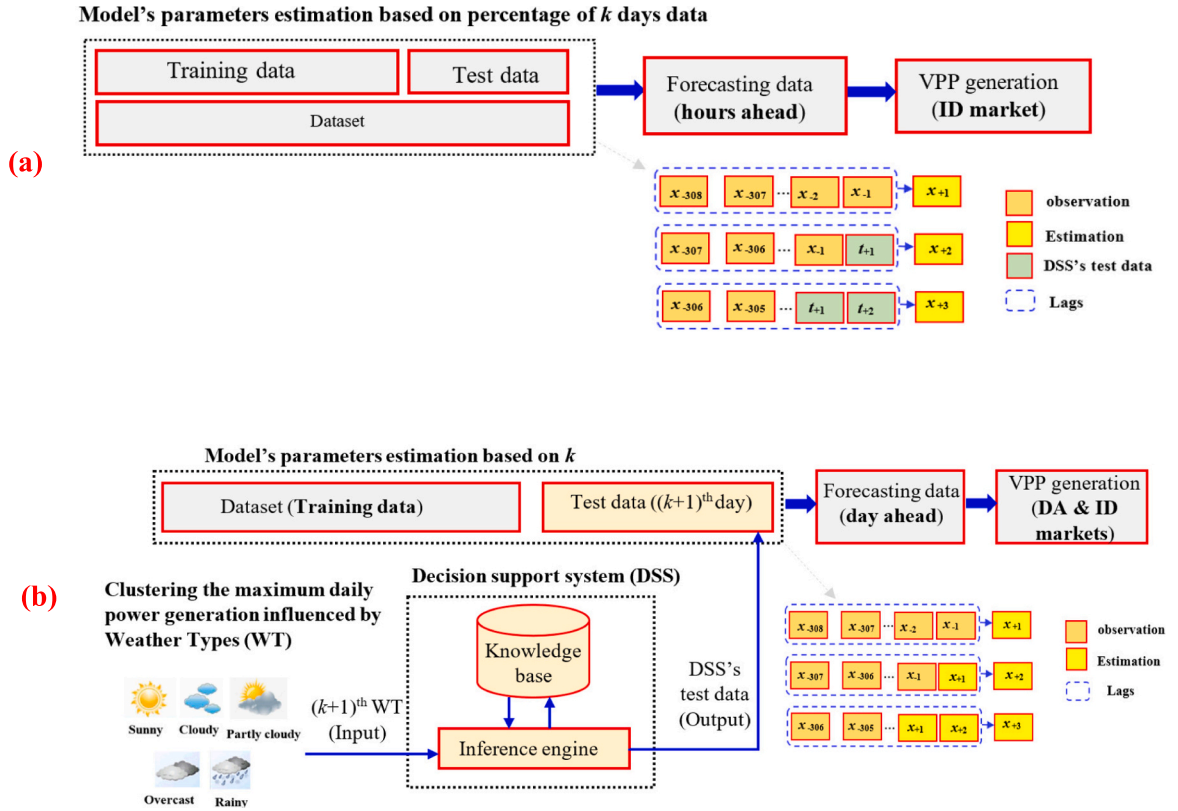 Model's parameters estimation based on percentage of k days data
Training data
Test data
Dataset
Forecasting data
(hours ahead)
VPP generation
(ID market)
(a)
x-308 x-307 ... x-2 x-1 x+1
x-307 x-306 ... x-1 t+1 x+2
x-306 x-305 ... t+1 t+2 x+3
observation
Estimation
DSS's test data
Lags
Model's parameters estimation based on k
Dataset (Training data)
Test data ((k+1)th day)
Forecasting data
(day ahead)
VPP generation
(DA & ID
markets)
(b)
Clustering the maximum daily
power generation influenced by
Weather Types (WT)
Sunny
Cloudy
Partly cloudy
Overcast
Rainy
(k+1)th WT
(Input)
Decision support system (DSS)
Knowledge
base
Inference engine
DSS's
test data
(Output)
x-308 x-307 ... x-2 x-1 x+1
x-307 x-306 ... x-1 x+1 x+2
x-306 x-305 ... x+1 x+2 x+3
observation
Estimation
Lags